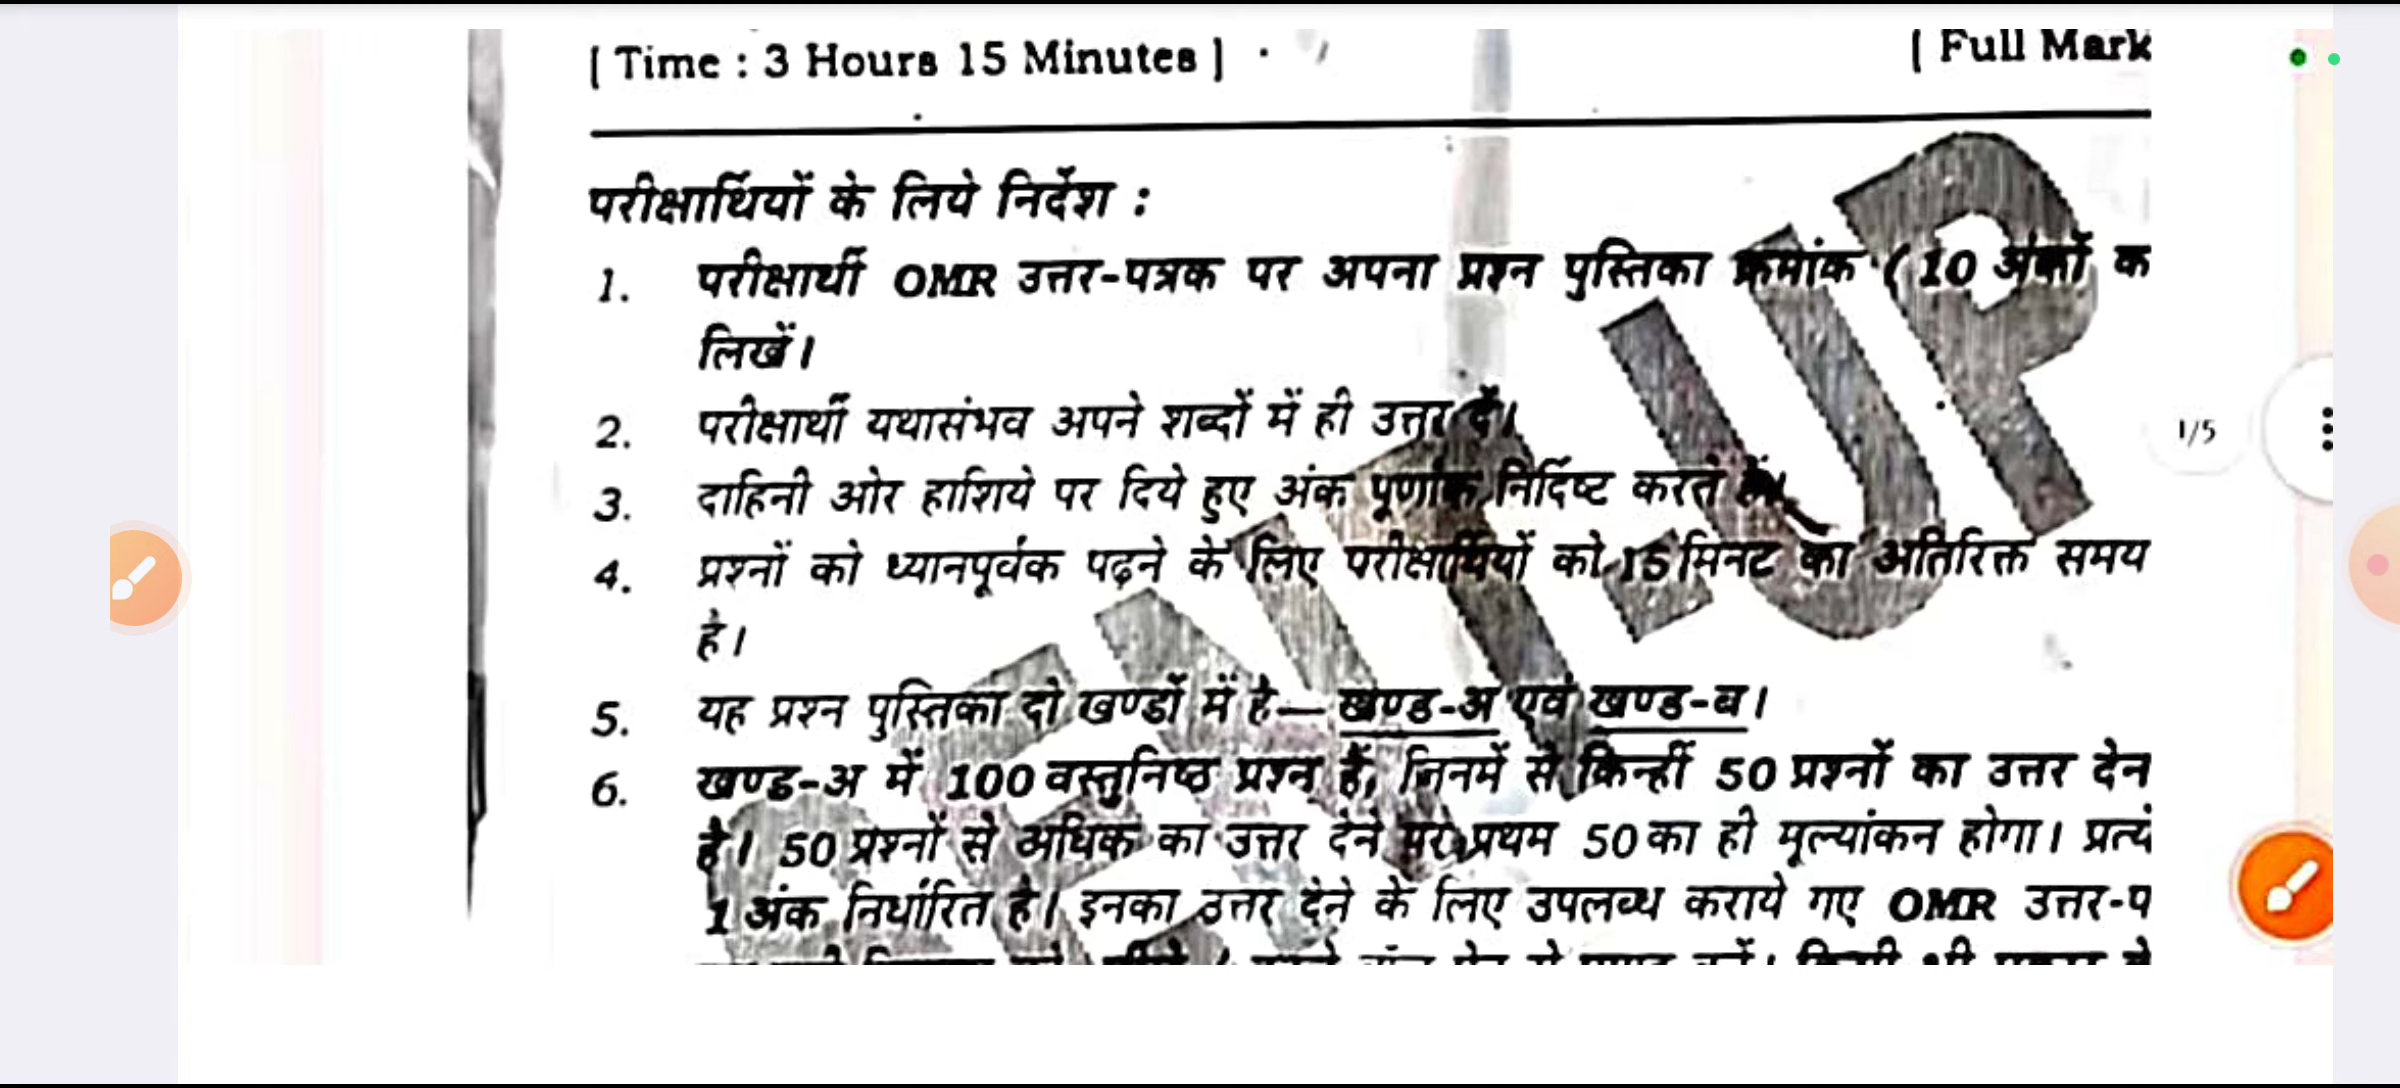 [ Time : 3 Hours 15 Minutes ]
[ Full Mark
परीक्षार्थियों के लिये निर्देश :
1. परीक्षार्थी OMR उत्तर-पत्रक पर अपना प्रश्न पुस्तिका क्रमांक ( 10 अंकों क
लिखें।
2. परीक्षार्थी यथासंभव अपने शब्दों में ही उत्तर दें।
3. दाहिनी ओर हाशिये पर दिये हुए अंक पूर्णांक निर्दिष्ट करते हैं।
1/5
4. प्रश्नों को ध्यानपूर्वक पढ़ने के लिए परीक्षार्थियों को 15 मिनट का अतिरिक्त समय
है।
5. यह प्रश्न पुस्तिका दो खण्डों में है— खण्ड-अ एवं खण्ड-ब।
6. खण्ड-अ में 100 वस्तुनिष्ठ प्रश्न हैं, जिनमें से किन्हीं 50 प्रश्नों का उत्तर देन
है। 50 प्रश्नों से अधिक का उत्तर देने पर प्रथम 50 का ही मूल्यांकन होगा। प्रत्ये
1 अंक निर्धारित है। इनका उत्तर देने के लिए उपलब्ध कराये गए OMR उत्तर-प
UP